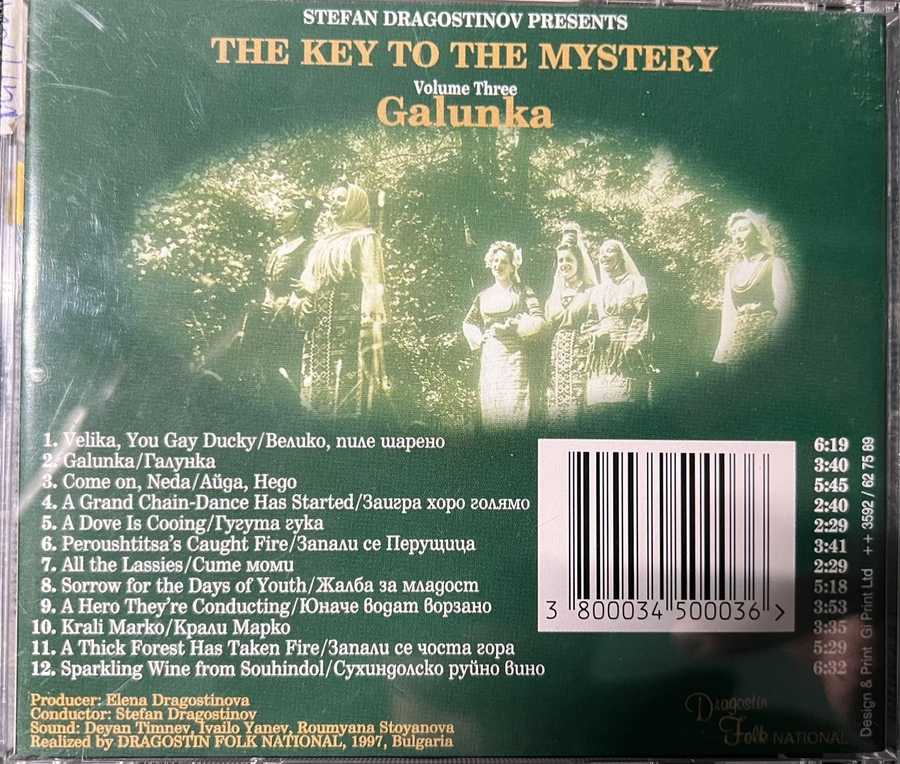 STEFAN DRAGOSTINOV PRESENTS
THE KEY TO THE MYSTERY
Volume Three
Galunka
1. Velika, You Gay Ducky/Велико, пиле шарено 6:19
2. Galunka/Галунка 3:40
3. Come on, Neda/Айда, Недо 5:45
4. A Grand Chain-Dance Has Started/Заигра хоро голямо 2:40
5. A Dove Is Cooing/Гугута гука 2:29
6. Peroushtitsa's Caught Fire/Запали се Перущица 3:41
7. All the Lassies/Сите моми 2:29
8. Sorrow for the Days of Youth/Жалба за младост 5:18
9. A Hero They're Conducting/Юначе водат ворзано 3:53
10. Krali Marko/Крали Марко 3:35
11. A Thick Forest Has Taken Fire/Запали се чоста гора 5:29
12. Sparkling Wine from Souhindol/Сухиндолско руйно вино 6:32
3 800034 500036 >
Producer: Elena Dragostinova
Conductor: Stefan Dragostinov
Sound: Deyan Timnev, Ivailo Yanev, Roumyana Stoyanova
Realized by DRAGOSTIN FOLK NATIONAL, 1997, Bulgaria
Dragostin
Folk NATIONAL
Design & Print Gi Print Ltd ++ 3592 / 62 75 89